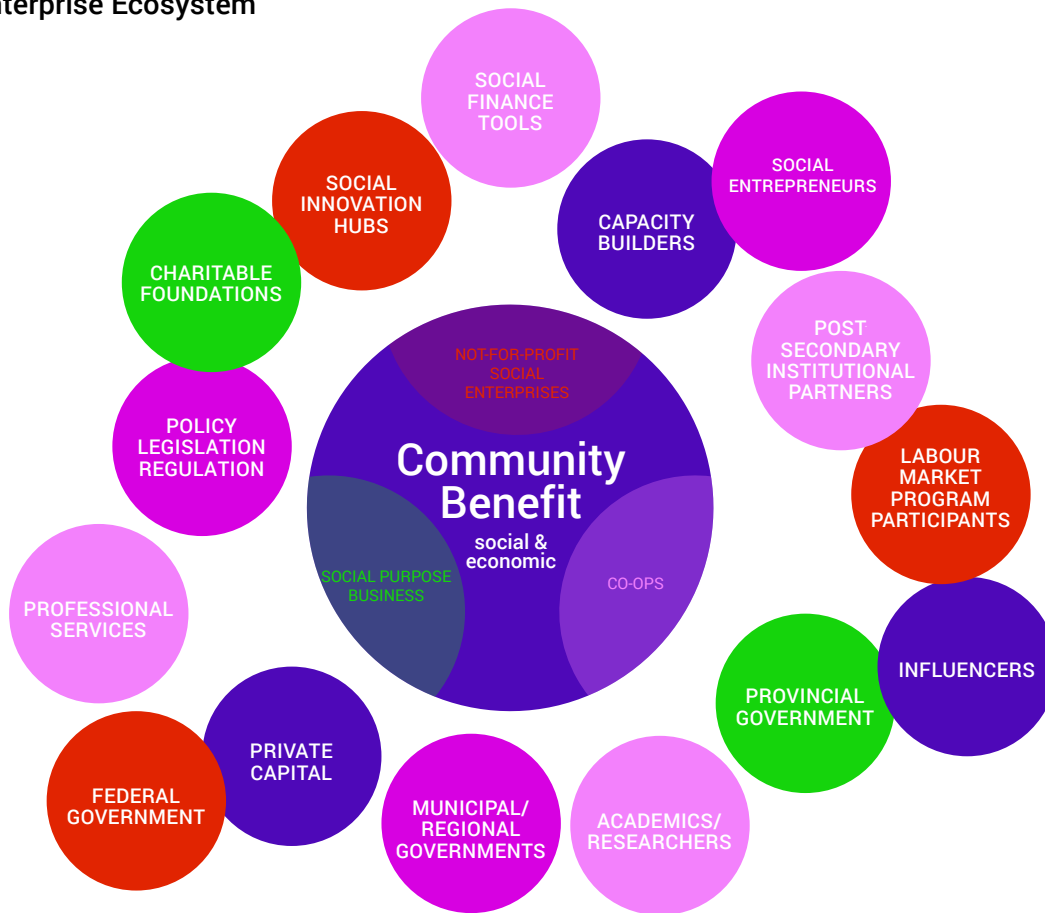 Ecosystem
SOCIAL
FINANCE
TOOLS
SOCIAL
ENTREPRENEURS
SOCIAL
INNOVATION
HUBS
CAPACITY
BUILDERS
CHARITABLE
FOUNDATIONS
POST
SECONDARY
INSTITUTIONAL
PARTNERS
NOT-FOR-PROFIT
SOCIAL
ENTERPRISES
POLICY
LEGISLATION
REGULATION
Community
Benefit
social &
economic
LABOUR
MARKET
PROGRAM
PARTICIPANTS
SOCIAL PURPOSE
BUSINESS
CO-OPS
PROFESSIONAL
SERVICES
INFLUENCERS
PROVINCIAL
GOVERNMENT
PRIVATE
CAPITAL
FEDERAL
GOVERNMENT
MUNICIPAL/
REGIONAL
GOVERNMENTS
ACADEMICS/
RESEARCHERS